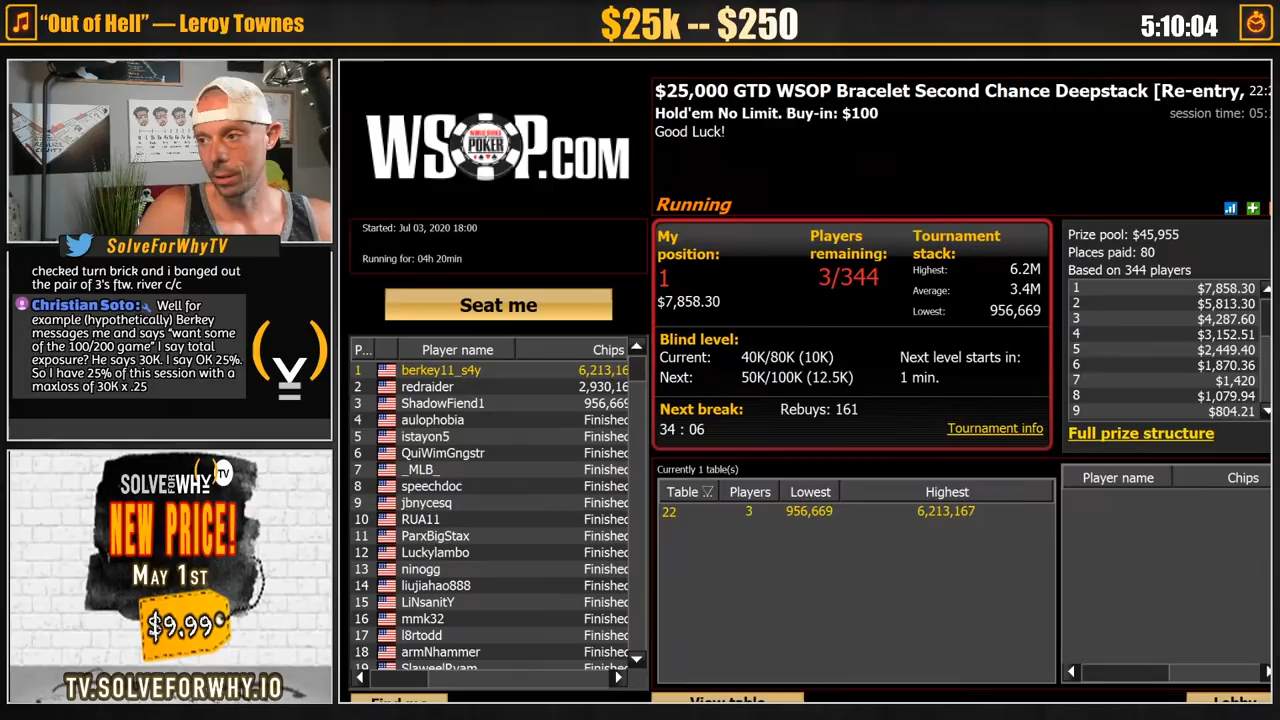 "Out of Hell" — Leroy Townes
$25k -- $250
5:10:04
SolveForWhyTV
checked turn brick and i banged out
the pair of 3's ftw. river c/c
Christian Soto: Well for
example (hypothetically) Berkey
messages me and says "want some
of the 100/200 game" I say total
exposure? He says 30K. I say OK 25%.
So I have 25% of this session with a
maxloss of 30K x .25
SOLVE FOR WHY TV
NEW PRICE!
MAY 1ST
$9.99
TV.SOLVEFORWHY.IO
WSOP.COM
WORLD SERIES
POKER
$25,000 GTD WSOP Bracelet Second Chance Deepstack [Re-entry,
Hold'em No Limit. Buy-in: $100
session time: 05:
Good Luck!
Running
Started: Jul 03, 2020 18:00
Running for: 04h 20min
Seat me
My position:
1
$7,858.30
Players remaining:
3/344
Tournament stack:
Highest: 6.2M
Average: 3.4M
Lowest: 956,669
Blind level:
Current: 40K/80K (10K)
Next: 50K/100K (12.5K)
Next level starts in:
1 min.
Next break:
34 : 06
Rebuys: 161
Tournament info
Prize pool: $45,955
Places paid: 80
Based on 344 players
1 $7,858.30
2 $5,813.30
3 $4,287.60
4 $3,152.51
5 $2,449.40
6 $1,870.36
7 $1,420
8 $1,079.94
9 $804.21
Full prize structure
P... Player name Chips
1 berkey11_s4y 6,213,16
2 redraider 2,930,16
3 ShadowFiend1 956,669
4 aulophobia Finished
5 istayon5 Finished
6 QuiWimGngstr Finished
7 _MLB_ Finished
8 speechdoc Finished
9 jbnycesq Finished
10 RUA11 Finished
11 ParxBigStax Finished
12 Luckylambo Finished
13 ninogg Finished
14 liujiahao888 Finished
15 LiNsanitY Finished
16 mmk32 Finished
17 l8rtodd Finished
18 armNhammer Finished
19 SlaweelRyam Finished
Currently 1 table(s)
Table Players Lowest Highest
22 3 956,669 6,213,167
Player name Chips
Find me
View table
Lobby